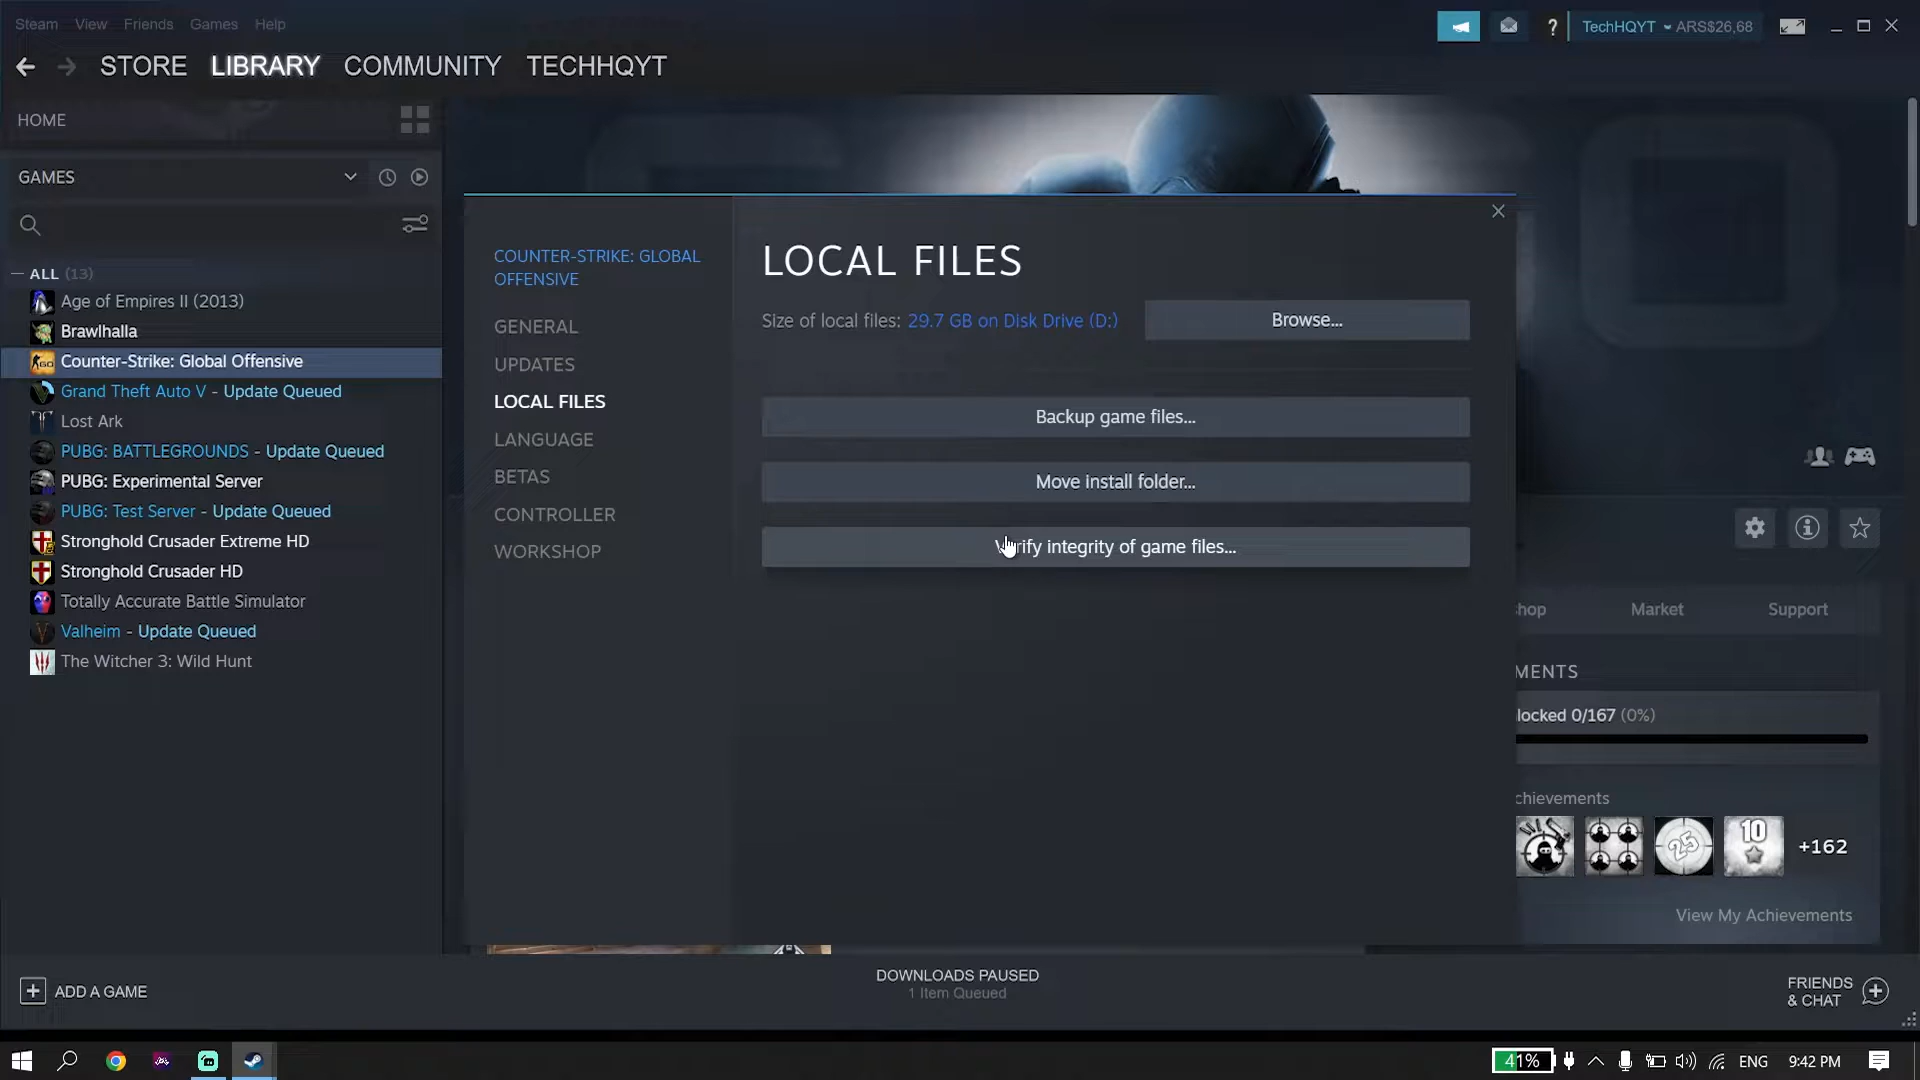 Steam View Friends Games Help
TechHQYT ARS$26,68
STORE LIBRARY COMMUNITY TECHHQYT
HOME
GAMES
ALL (13)
Age of Empires II (2013)
Brawlhalla
Counter-Strike: Global Offensive
Grand Theft Auto V - Update Queued
Lost Ark
PUBG: BATTLEGROUNDS - Update Queued
PUBG: Experimental Server
PUBG: Test Server - Update Queued
Stronghold Crusader Extreme HD
Stronghold Crusader HD
Totally Accurate Battle Simulator
Valheim - Update Queued
The Witcher 3: Wild Hunt
COUNTER-STRIKE: GLOBAL
OFFENSIVE
GENERAL
UPDATES
LOCAL FILES
LANGUAGE
BETAS
CONTROLLER
WORKSHOP
LOCAL FILES
Size of local files: 29.7 GB on Disk Drive (D:)
Browse...
Backup game files...
Move install folder...
integrity of game files...
Market
Support
MENTS
locked 0/167 (0%)
chievements
25
10
+162
View My Achievements
ADD A GAME
DOWNLOADS PAUSED
1 Item Queued
FRIENDS
& CHAT
41%
ENG
9:42 PM